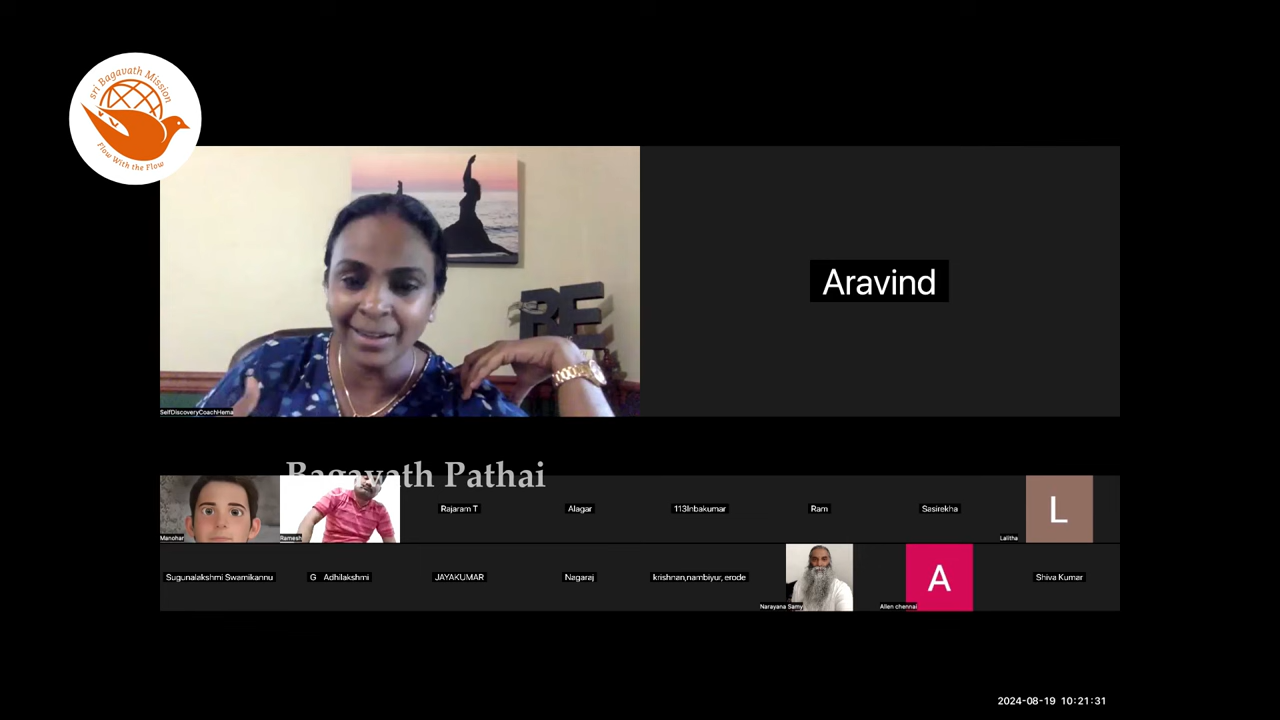 sri Bagavath Mission
Flow With the Flow
RE
Aravind
SelfDiscoveryCoachHema
Bagavath Pathai
Manohar
Ramesh
Rajaram T
Alagar
113Inbakumar
Ram
Sasirekha
Lalitha
L
Sugunalakshmi Swamikannu
G Adhilakshmi
JAYAKUMAR
Nagaraj
krishnan,nambiyur, erode
Narayana Samy
Allen chennai
A
Shiva Kumar
2024-08-19 10:21:31